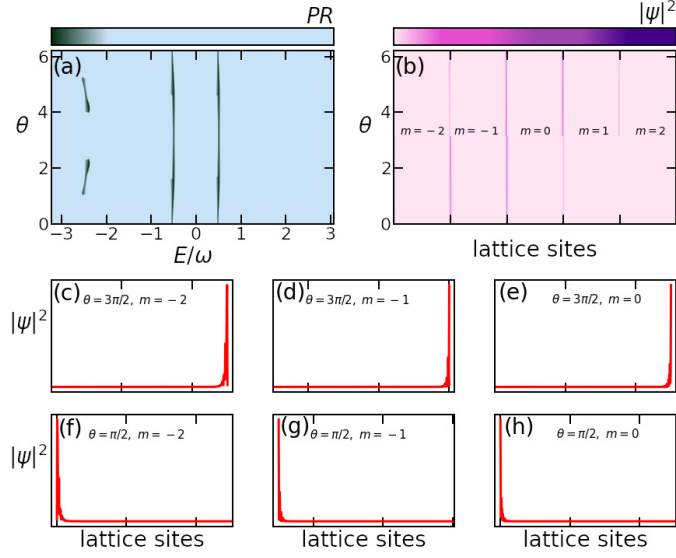 PR
|ψ|²
(a)
(b)
6
4
2
0
θ
−3 −2 −1 0 1 2 3
E/ω
6
4
2
0
θ
m = −2 m = −1 m = 0 m = 1 m = 2
lattice sites
(c) θ = 3π/2, m = −2
(d) θ = 3π/2, m = −1
(e) θ = 3π/2, m = 0
|ψ|²
(f) θ = π/2, m = −2
(g) θ = π/2, m = −1
(h) θ = π/2, m = 0
|ψ|²
lattice sites
lattice sites
lattice sites